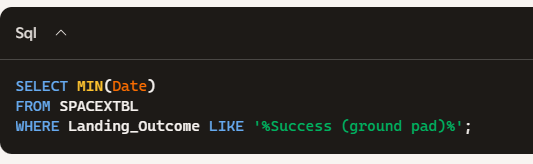 Sql
SELECT MIN(Date)
FROM SPACEXTBL
WHERE Landing_Outcome LIKE '%Success (ground pad)%';